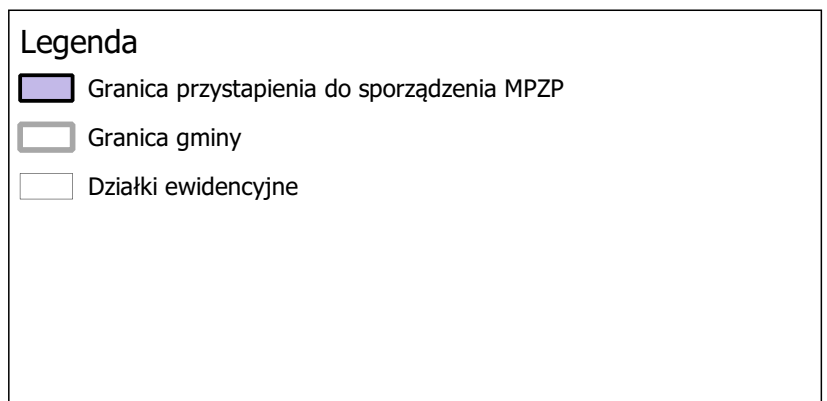 Legenda
Granica przystapienia do sporządzenia MPZP
Granica gminy
Działki ewidencyjne